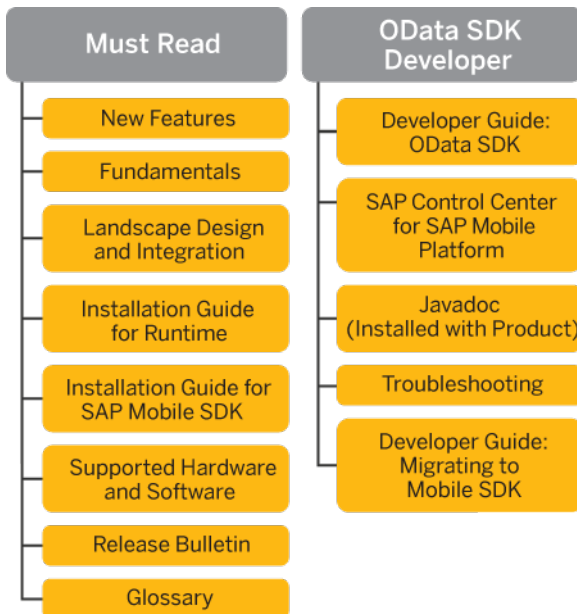 Must Read
New Features
Fundamentals
Landscape Design
and Integration
Installation Guide
for Runtime
Installation Guide for
SAP Mobile SDK
Supported Hardware
and Software
Release Bulletin
Glossary
OData SDK
Developer
Developer Guide:
OData SDK
SAP Control Center
for SAP Mobile
Platform
Javadoc
(Installed with Product)
Troubleshooting
Developer Guide:
Migrating to
Mobile SDK